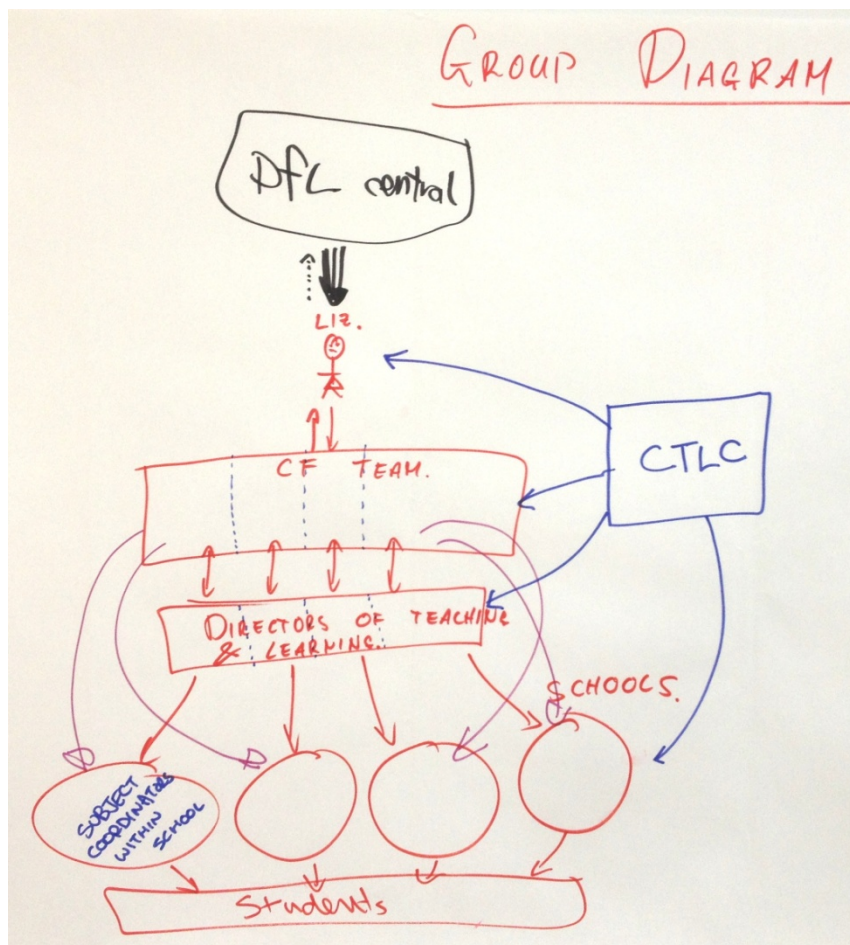 GROUP DIAGRAM
DfL central
LIZ.
CF TEAM.
CTLC
DIRECTORS OF TEACHING
& LEARNING.
SCHOOLS.
SUBJECT
COORDINATORS
WITHIN
SCHOOL
Students